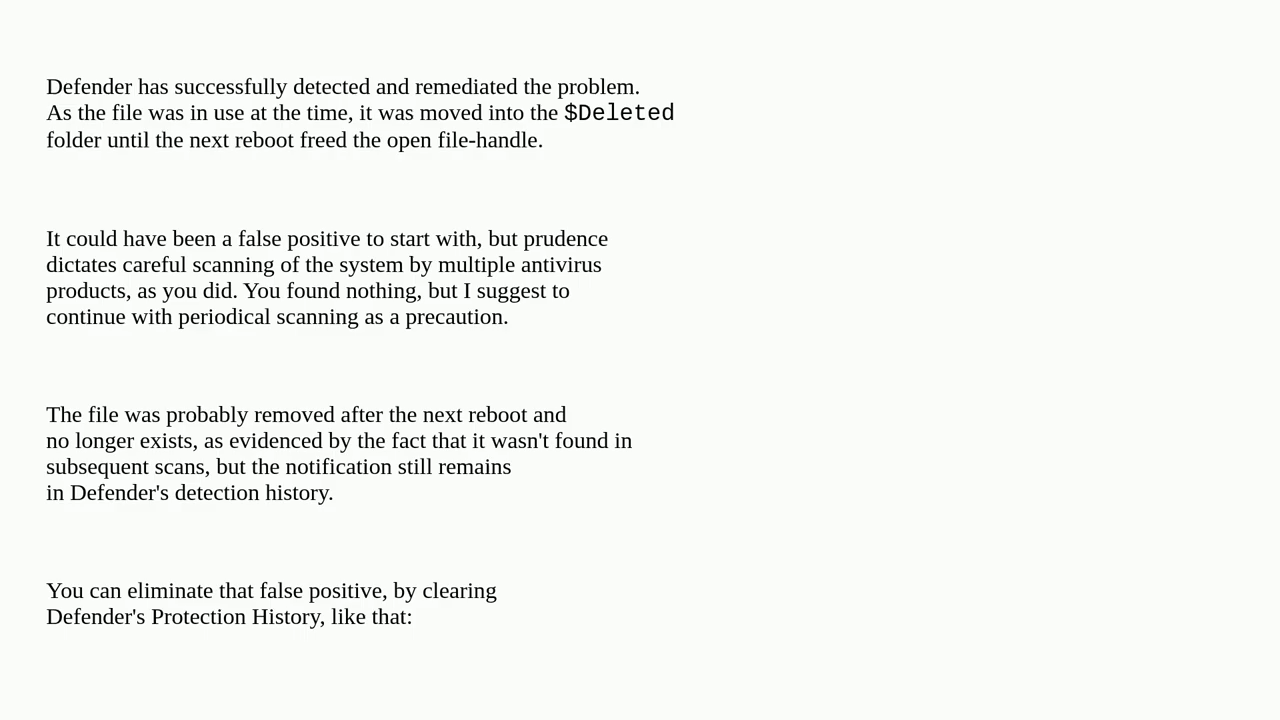 Defender has successfully detected and remediated the problem.
As the file was in use at the time, it was moved into the $Deleted
folder until the next reboot freed the open file-handle.
It could have been a false positive to start with, but prudence
dictates careful scanning of the system by multiple antivirus
products, as you did. You found nothing, but I suggest to
continue with periodical scanning as a precaution.
The file was probably removed after the next reboot and
no longer exists, as evidenced by the fact that it wasn't found in
subsequent scans, but the notification still remains
in Defender's detection history.
You can eliminate that false positive, by clearing
Defender's Protection History, like that: